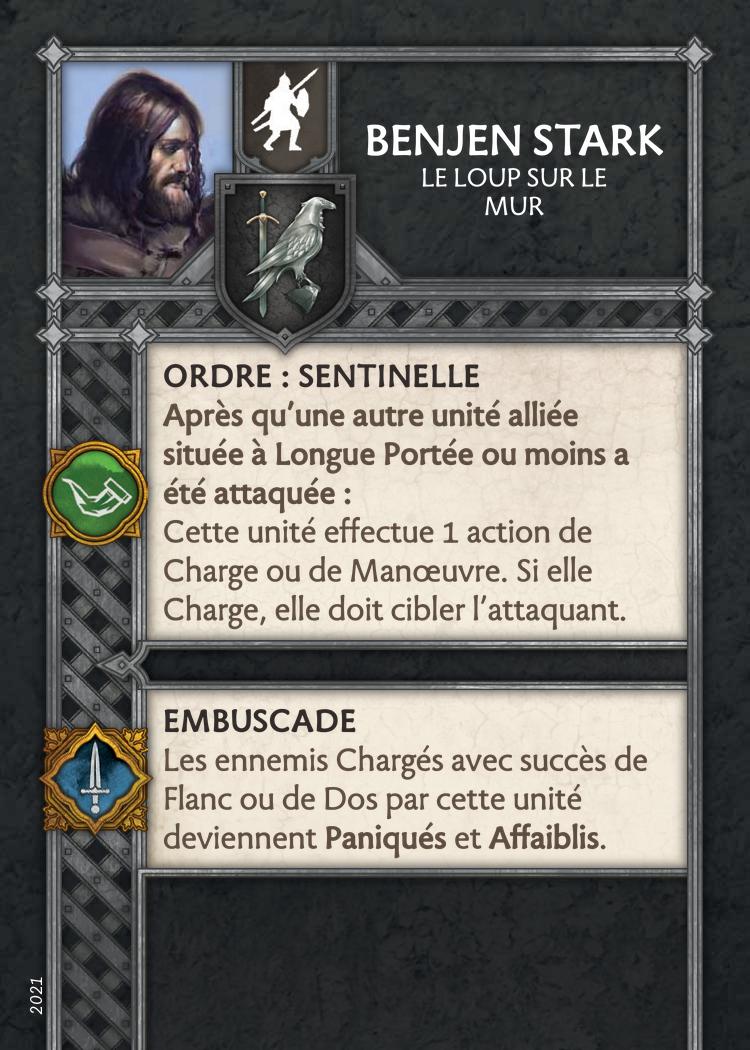 BENJEN STARK
LE LOUP SUR LE
MUR
ORDRE : SENTINELLE
Après qu'une autre unité alliée
située à Longue Portée ou moins a
été attaquée :
Cette unité effectue 1 action de
Charge ou de Manœuvre. Si elle
Charge, elle doit cibler l'attaquant.
EMBUSCADE
Les ennemis Chargés avec succès de
Flanc ou de Dos par cette unité
deviennent Paniqués et Affaiblis.
2021